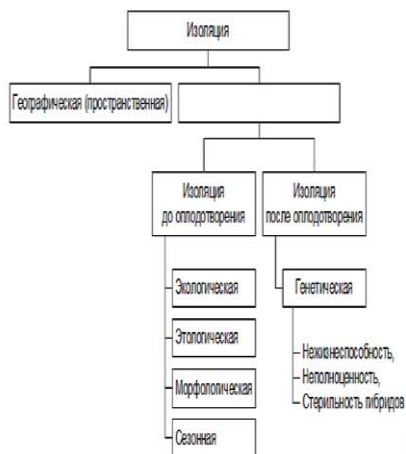 Изоляция
Географическая (пространственная)
Изоляция
до оплодотворения
Изоляция
после оплодотворения
Экологическая
Этологическая
Морфологическая
Сезонная
Генетическая
Нежизнеспособность,
Неполноценность,
Стерильность гибридов